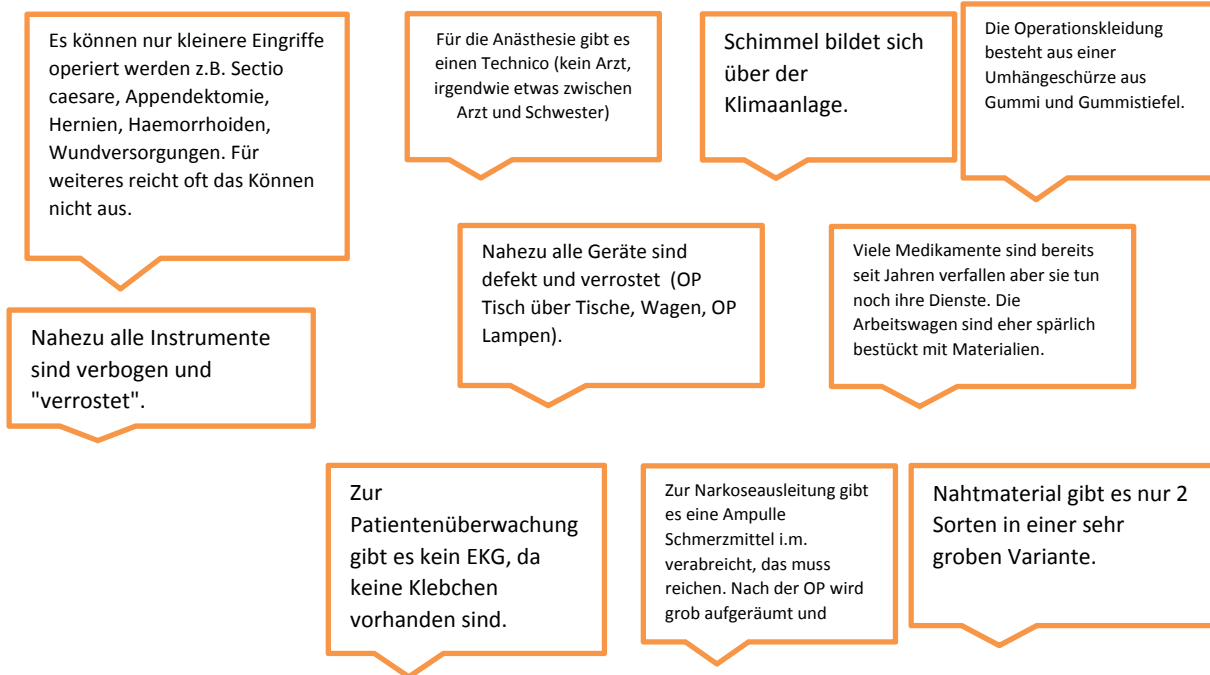 Es können nur kleinere Eingriffe
operiert werden z.B. Sectio
caesare, Appendektomie,
Hernien, Haemorrhoiden,
Wundversorgungen. Für
weiteres reicht oft das Können
nicht aus.
Für die Anästhesie gibt es
einen Technico (kein Arzt,
irgendwie etwas zwischen
Arzt und Schwester)
Schimmel bildet sich
über der
Klimaanlage.
Die Operationskleidung
besteht aus einer
Umhängeschürze aus
Gummi und Gummistiefel.
Nahezu alle Instrumente
sind verbogen und
"verrostet".
Nahezu alle Geräte sind
defekt und verrostet (OP
Tisch über Tische, Wagen, OP
Lampen).
Viele Medikamente sind bereits
seit Jahren verfallen aber sie tun
noch ihre Dienste. Die
Arbeitswagen sind eher spärlich
bestückt mit Materialien.
Zur
Patientenüberwachung
gibt es kein EKG, da
keine Klebchen
vorhanden sind.
Zur Narkoseausleitung gibt
es eine Ampulle
Schmerzmittel i.m.
verabreicht, das muss
reichen. Nach der OP wird
grob aufgeräumt und
Nahtmaterial gibt es nur 2
Sorten in einer sehr
groben Variante.